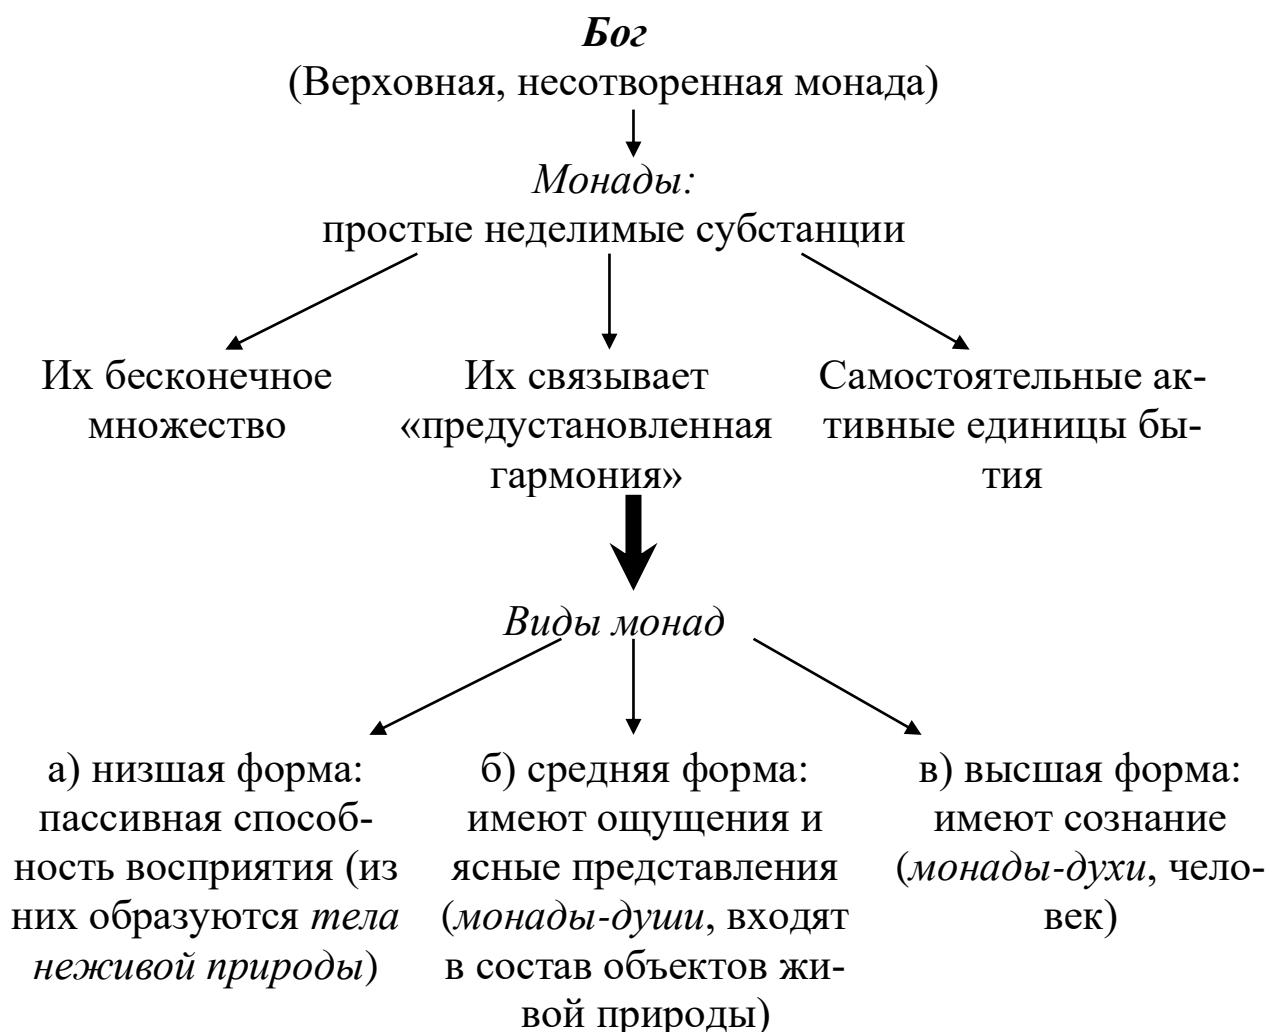 Бог
(Верховная, несотворенная монада)
Монады:
простые неделимые субстанции
Их бесконечное
множество
Их связывает
«предустановленная
гармония»
Самостоятельные ак-
тивные единицы бы-
тия
Виды монад
а) низшая форма:
пассивная способ-
ность восприятия (из
них образуются тела
неживой природы)
б) средняя форма:
имеют ощущения и
ясные представления
(монады-души, входят
в состав объектов жи-
вой природы)
в) высшая форма:
имеют сознание
(монады-духи, чело-
век)